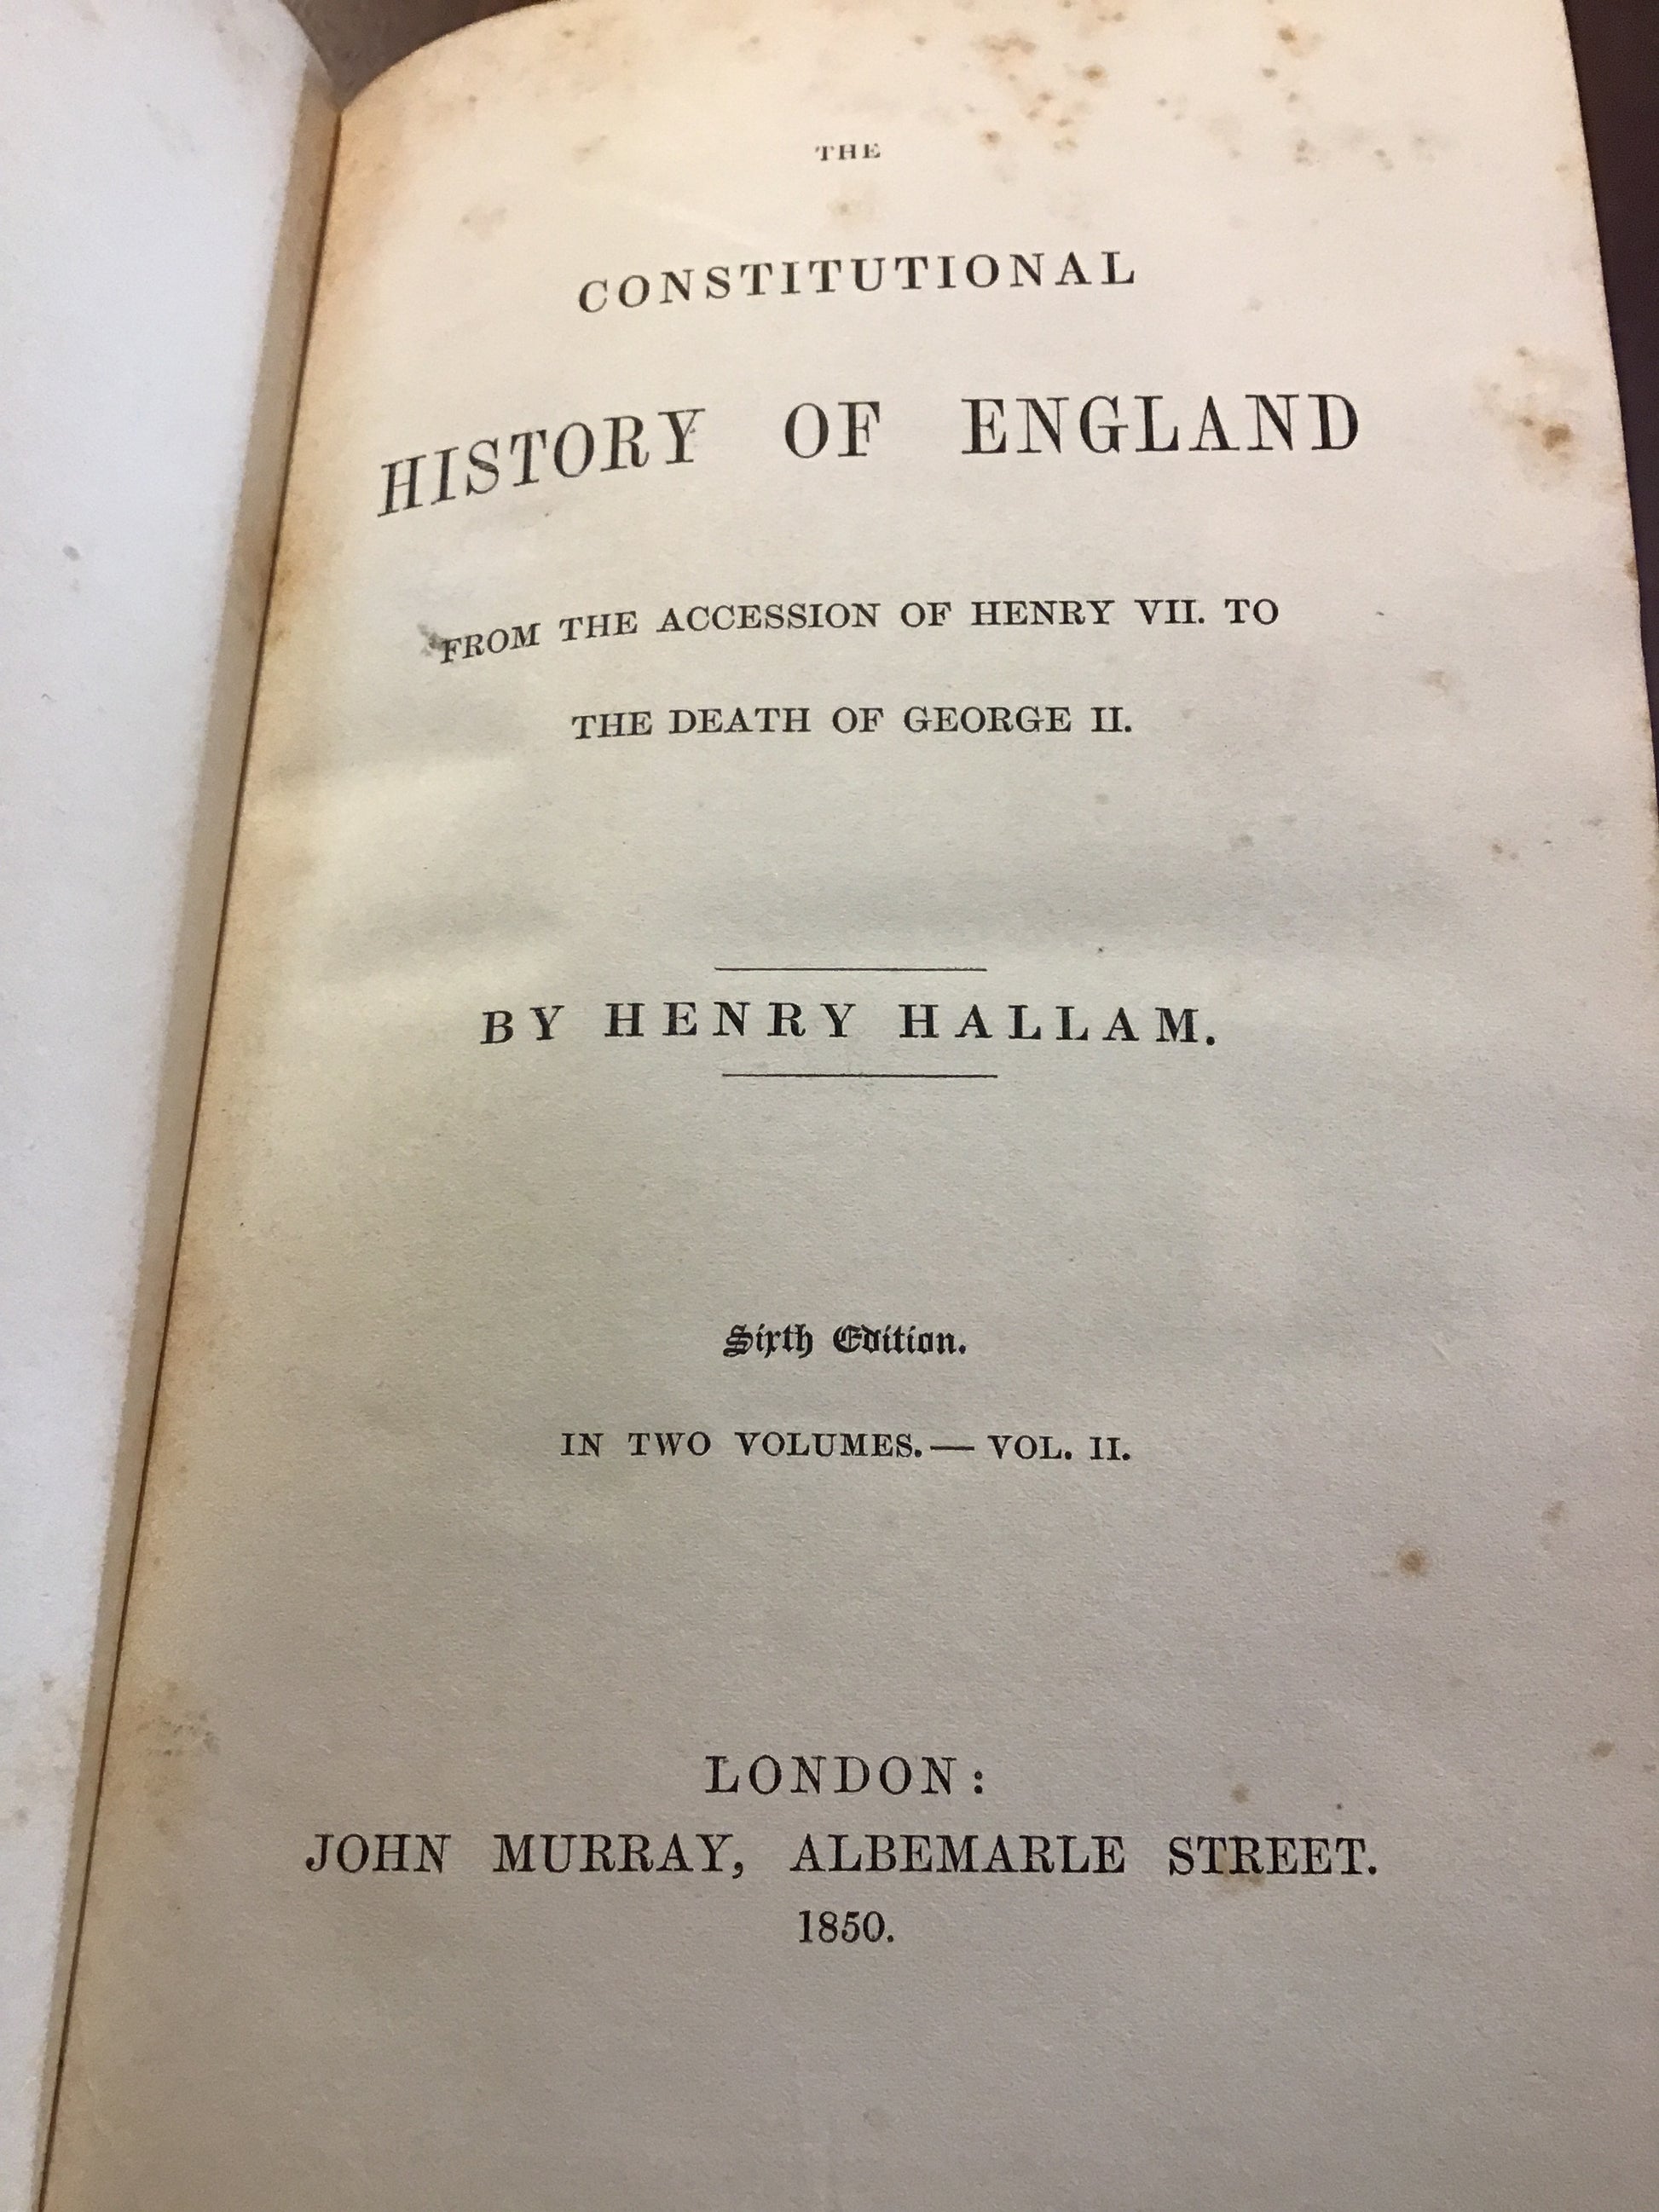 THE
CONSTITUTIONAL
HISTORY OF ENGLAND
FROM THE ACCESSION OF HENRY VII. TO
THE DEATH OF GEORGE II.
BY HENRY HALLAM.
Sixth Edition.
IN TWO VOLUMES.— VOL. II.
LONDON:
JOHN MURRAY, ALBEMARLE STREET.
1850.